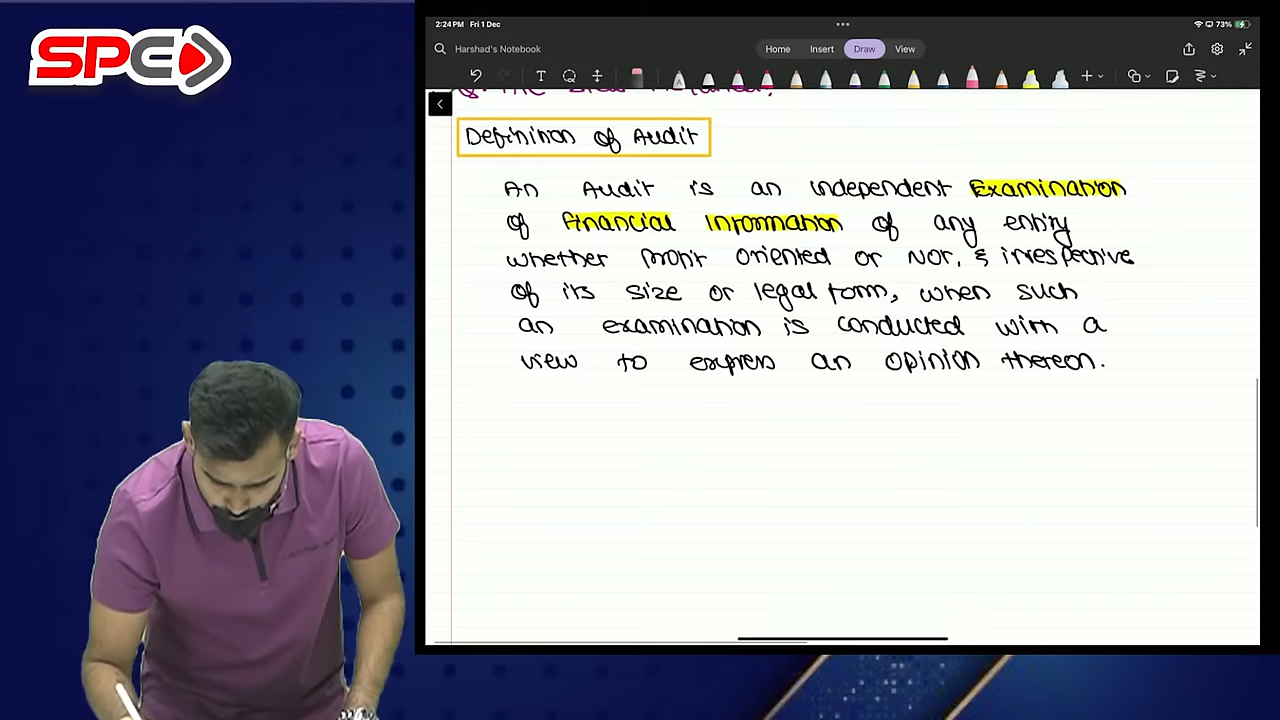 SPC
2:24 PM Fri 1 Dec
73%
Harshad's Notebook
Home Insert Draw View
Definition of Audit
An Audit is an independent Examination
of financial Information of any entity
whether profit oriented or Not, & irrespective
of its size or legal form, when such
an examination is conducted with a
view to express an opinion thereon.